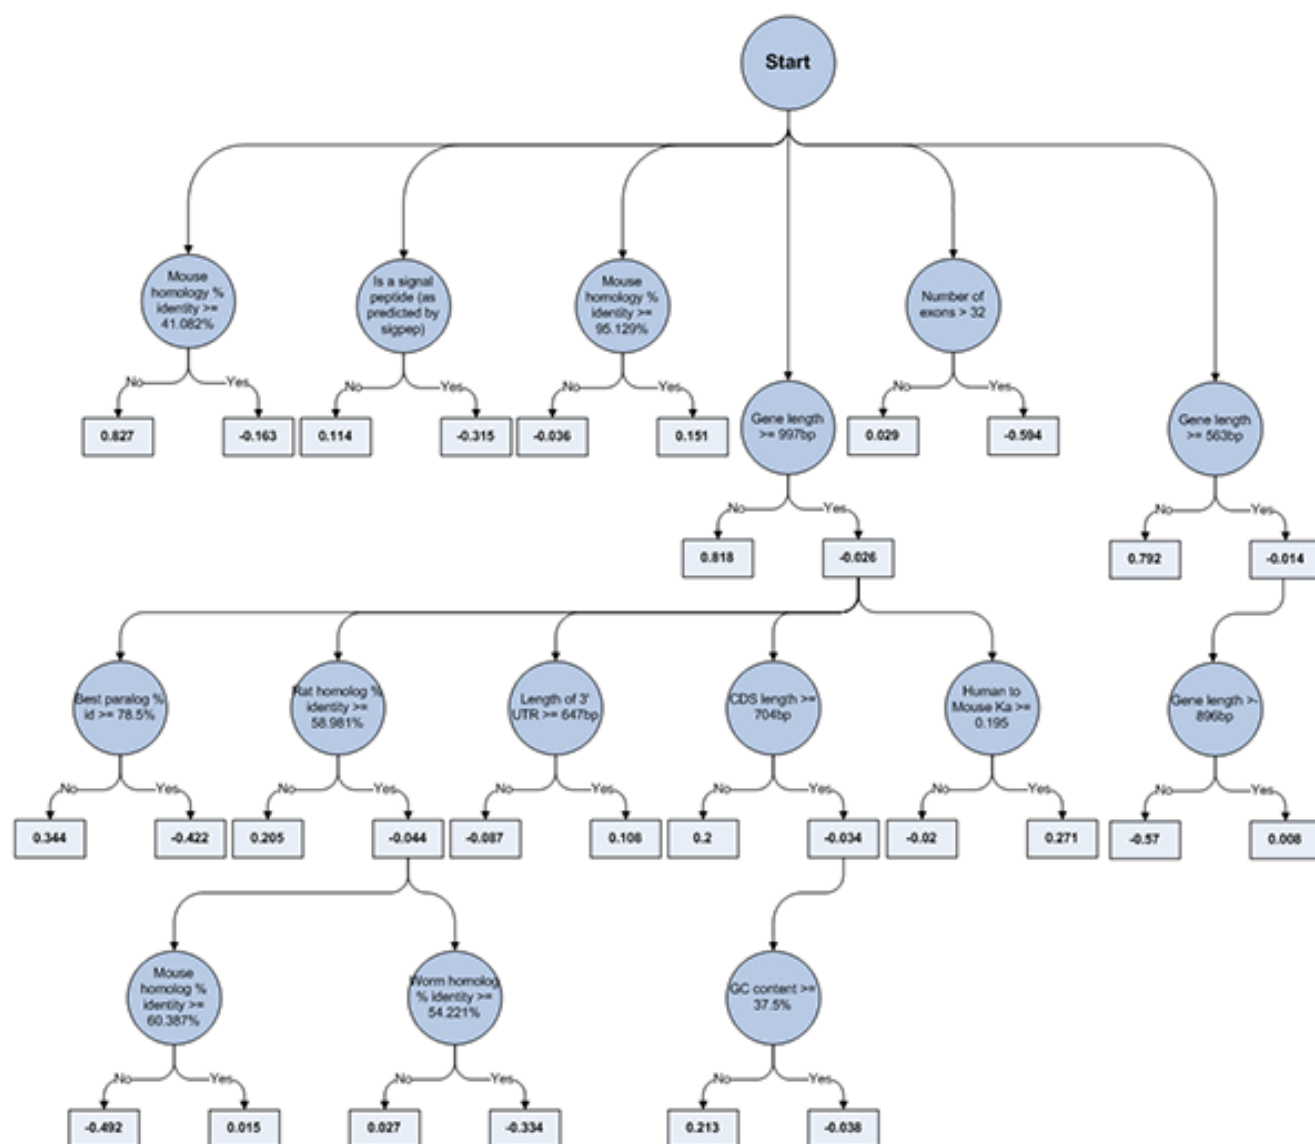 Start
Mouse
homology %
identity >=
41.082%
Is a signal
peptide (as
predicted by
sigpep)
Mouse
homology %
identity >=
95.129%
Number of
exons > 32
No
Yes
No
Yes
No
Yes
No
Yes
0.827
-0.163
0.114
-0.315
-0.036
0.151
Gene length
>= 997bp
0.029
-0.594
Gene length
>= 563bp
No
Yes
No
Yes
0.818
-0.026
0.792
-0.014
Best paralog %
id >= 78.5%
Rat homolog %
identity >=
58.981%
Length of 3'
UTR >= 647bp
CDS length >=
704bp
Human to
Mouse Ka >=
0.195
Gene length >-
896bp
No
Yes
No
Yes
No
Yes
No
Yes
No
Yes
No
Yes
0.344
-0.422
0.205
-0.044
-0.087
0.108
0.2
-0.034
-0.02
0.271
-0.57
0.008
Mouse
homolog %
identity >=
60.387%
Worm homolog
% identity >=
54.221%
GC content >=
37.5%
No
Yes
No
Yes
No
Yes
-0.492
0.015
0.027
-0.334
0.213
-0.038